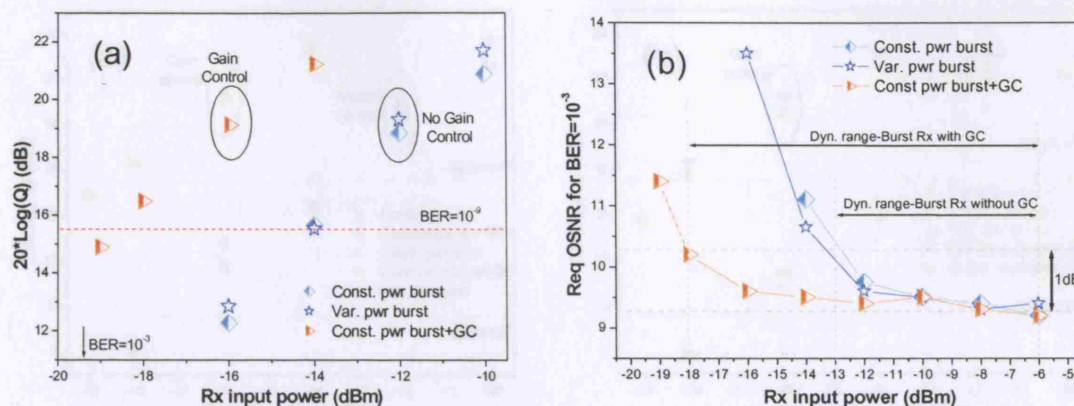 (a)
20*Log(Q) (dB)
22
20
18
16
14
12
Gain
Control
No Gain
Control
BER=10⁻⁹
Const. pwr burst
Var. pwr burst
Const. pwr burst+GC
BER=10⁻³
-20
-18
-16
-14
-12
-10
Rx input power (dBm)
(b)
Req OSNR for BER=10⁻³
14
13
12
11
10
9
Const. pwr burst
Var. pwr burst
Const pwr burst+GC
Dyn. range-Burst Rx with GC
Dyn. range-Burst Rx without GC
1dB
-20 -19 -18 -17 -16 -15 -14 -13 -12 -11 -10 -9 -8 -7 -6 -5
Rx input power (dBm)